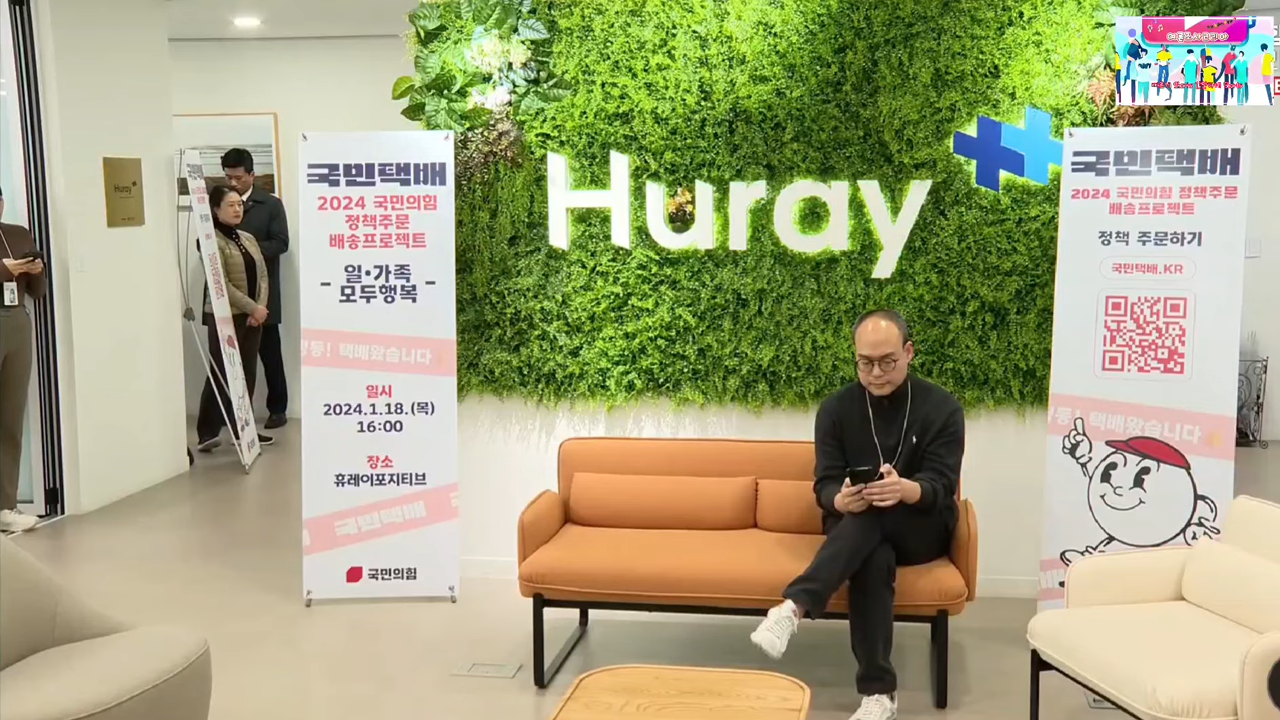 Huray
Huray
국민택배
2024 국민의힘
정책주문
배송프로젝트
일·가족
모두행복
택배왔습니다
일시
2024.1.18.(목)
16:00
장소
휴레이포지티브
국민택배
국민의힘
국민택배
2024 국민의힘 정책주문
배송프로젝트
정책 주문하기
국민택배.KR
택배왔습니다